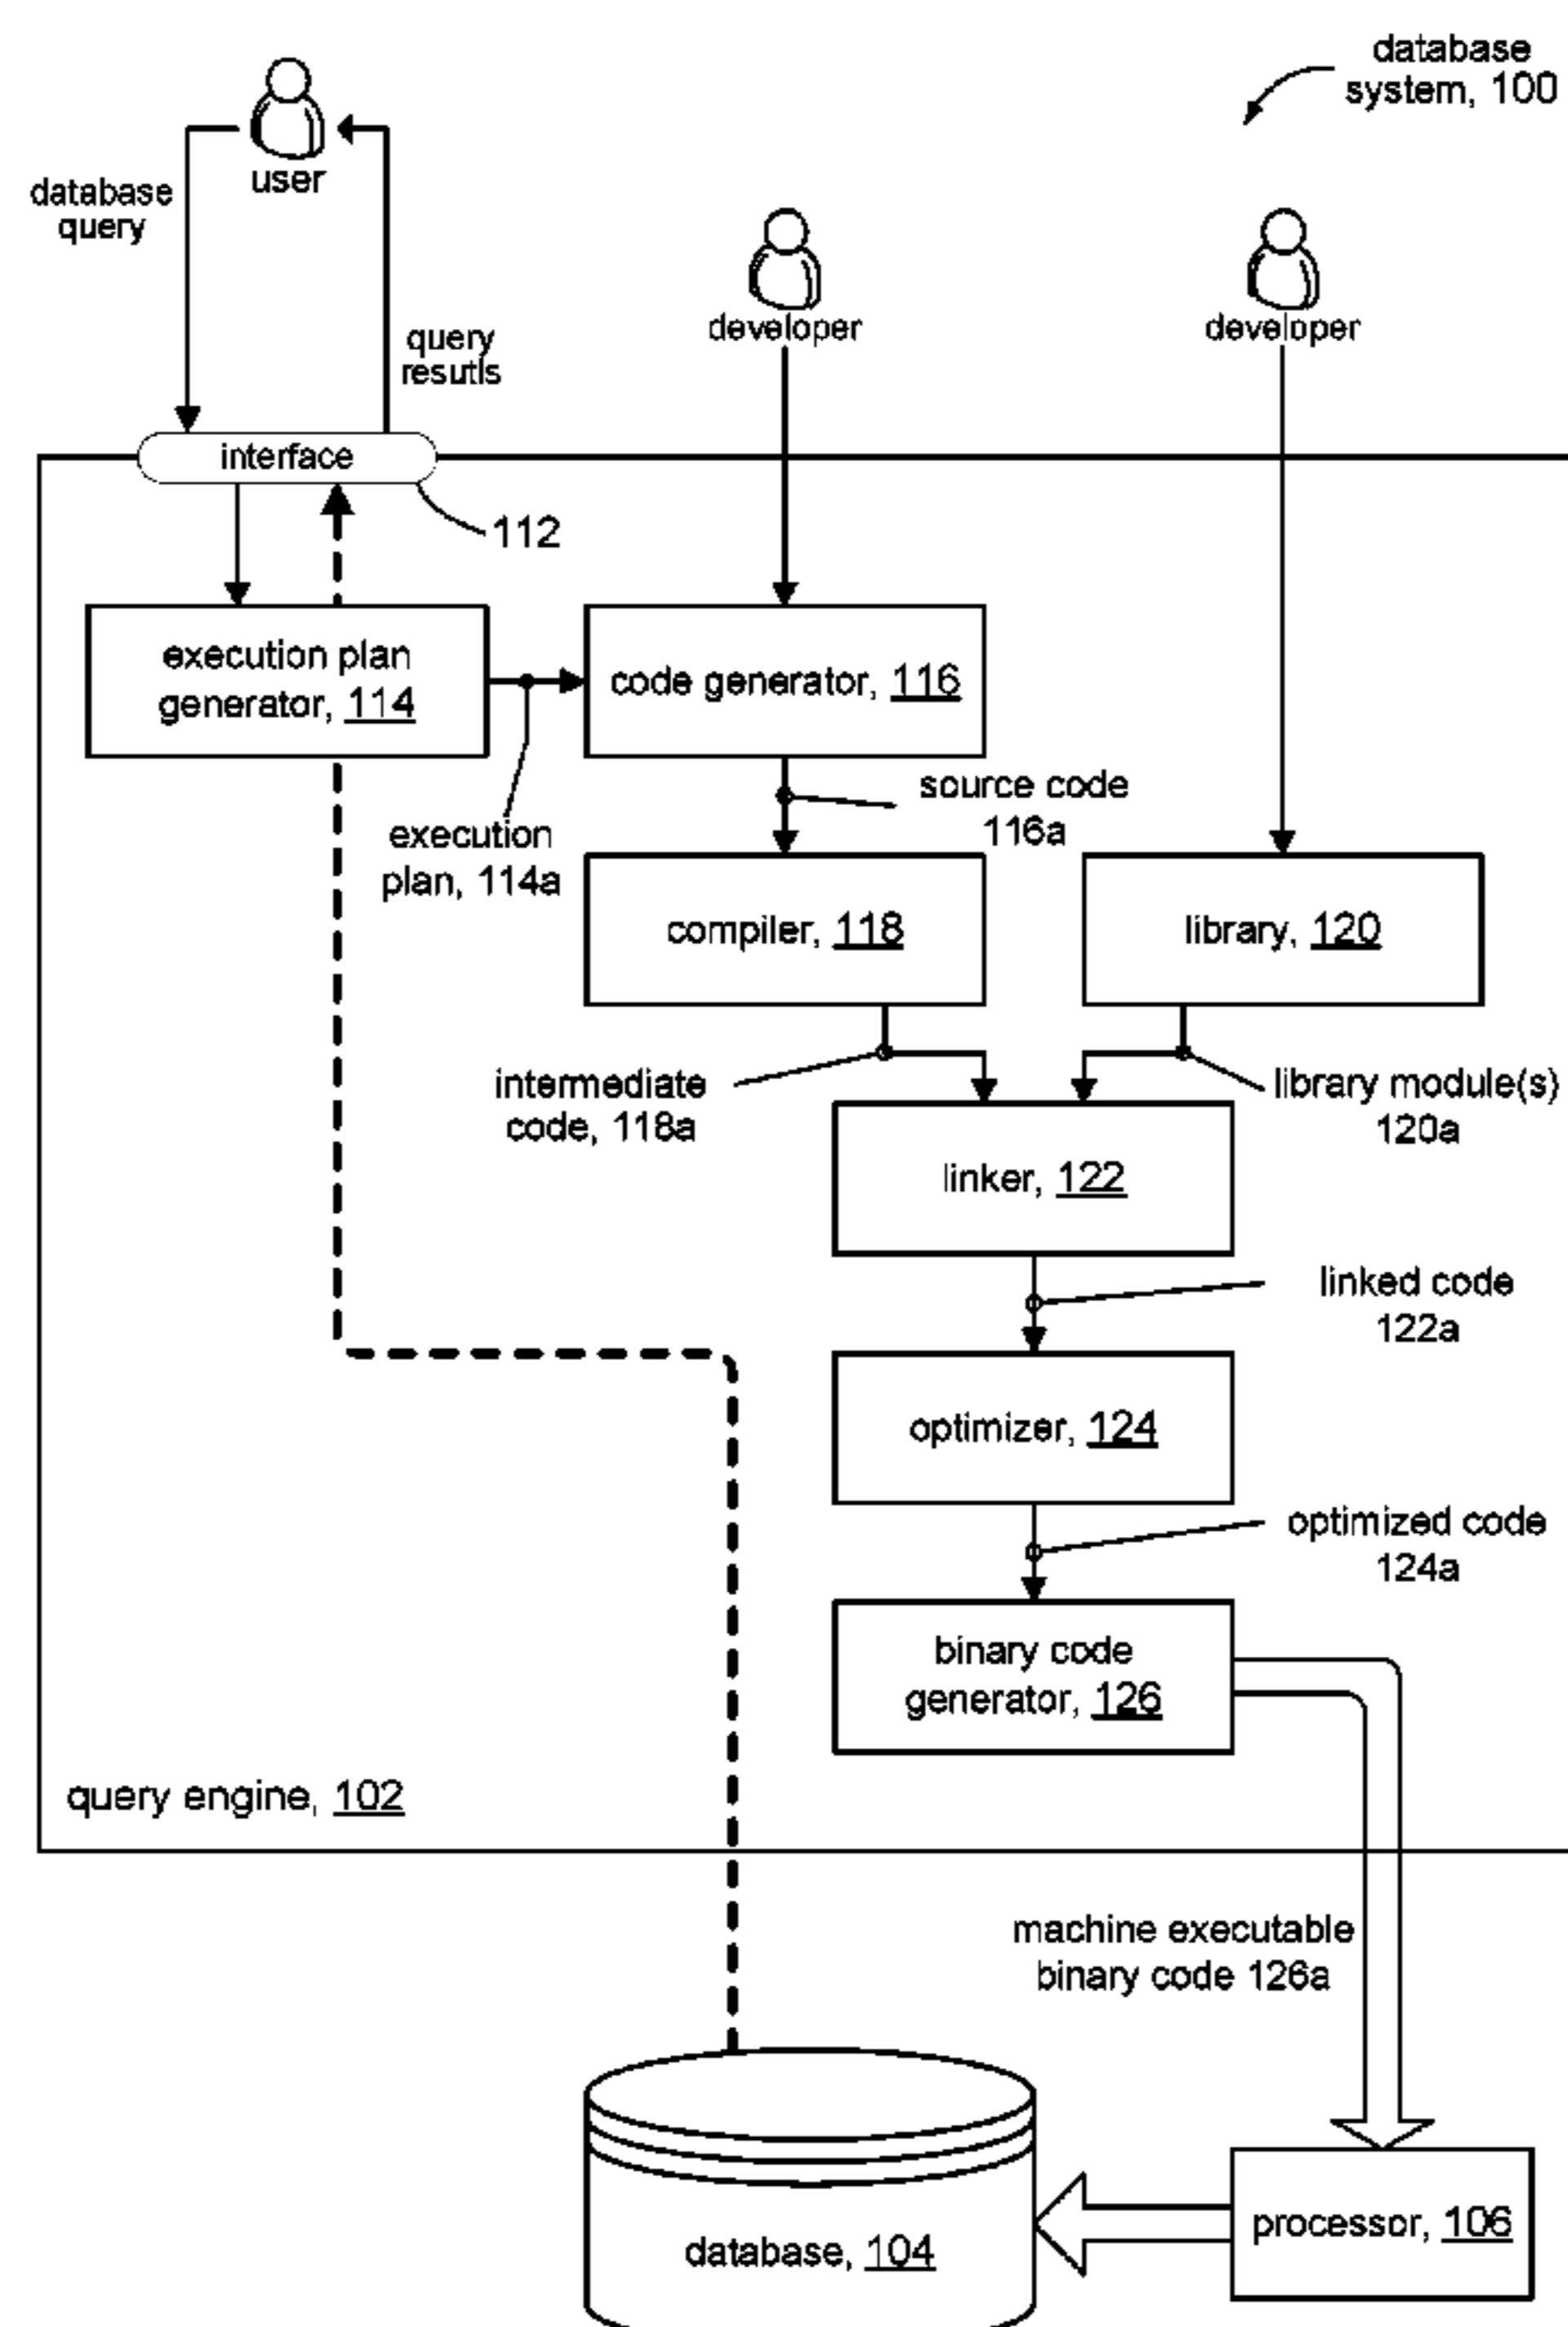 database
system, 100
user
database
query
query
resutls
developer
developer
interface
112
execution plan
generator, 114
code generator, 116
source code
116a
execution
plan, 114a
compiler, 118
library, 120
intermediate
code, 118a
library module(s)
120a
linker, 122
linked code
122a
optimizer, 124
optimized code
124a
binary code
generator, 126
query engine, 102
machine executable
binary code 126a
processor, 106
database, 104